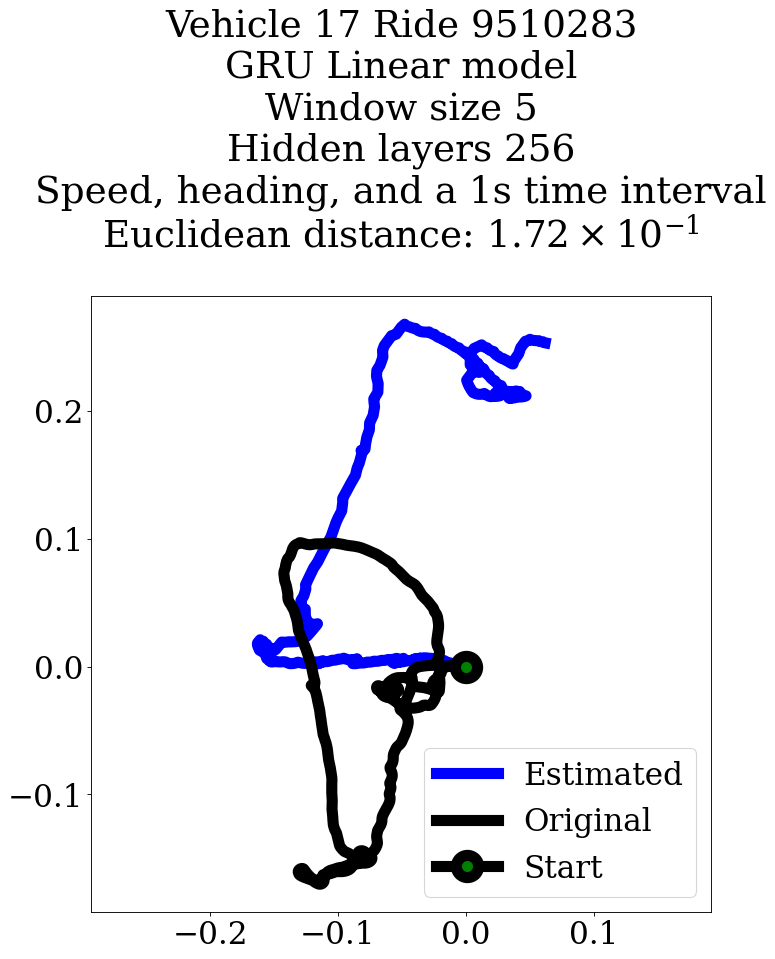 Vehicle 17 Ride 9510283
GRU Linear model
Window size 5
Hidden layers 256
Speed, heading, and a 1s time interval
Euclidean distance: 1.72 × 10⁻¹
0.2
0.1
0.0
−0.1
Estimated
Original
Start
−0.2 −0.1 0.0 0.1